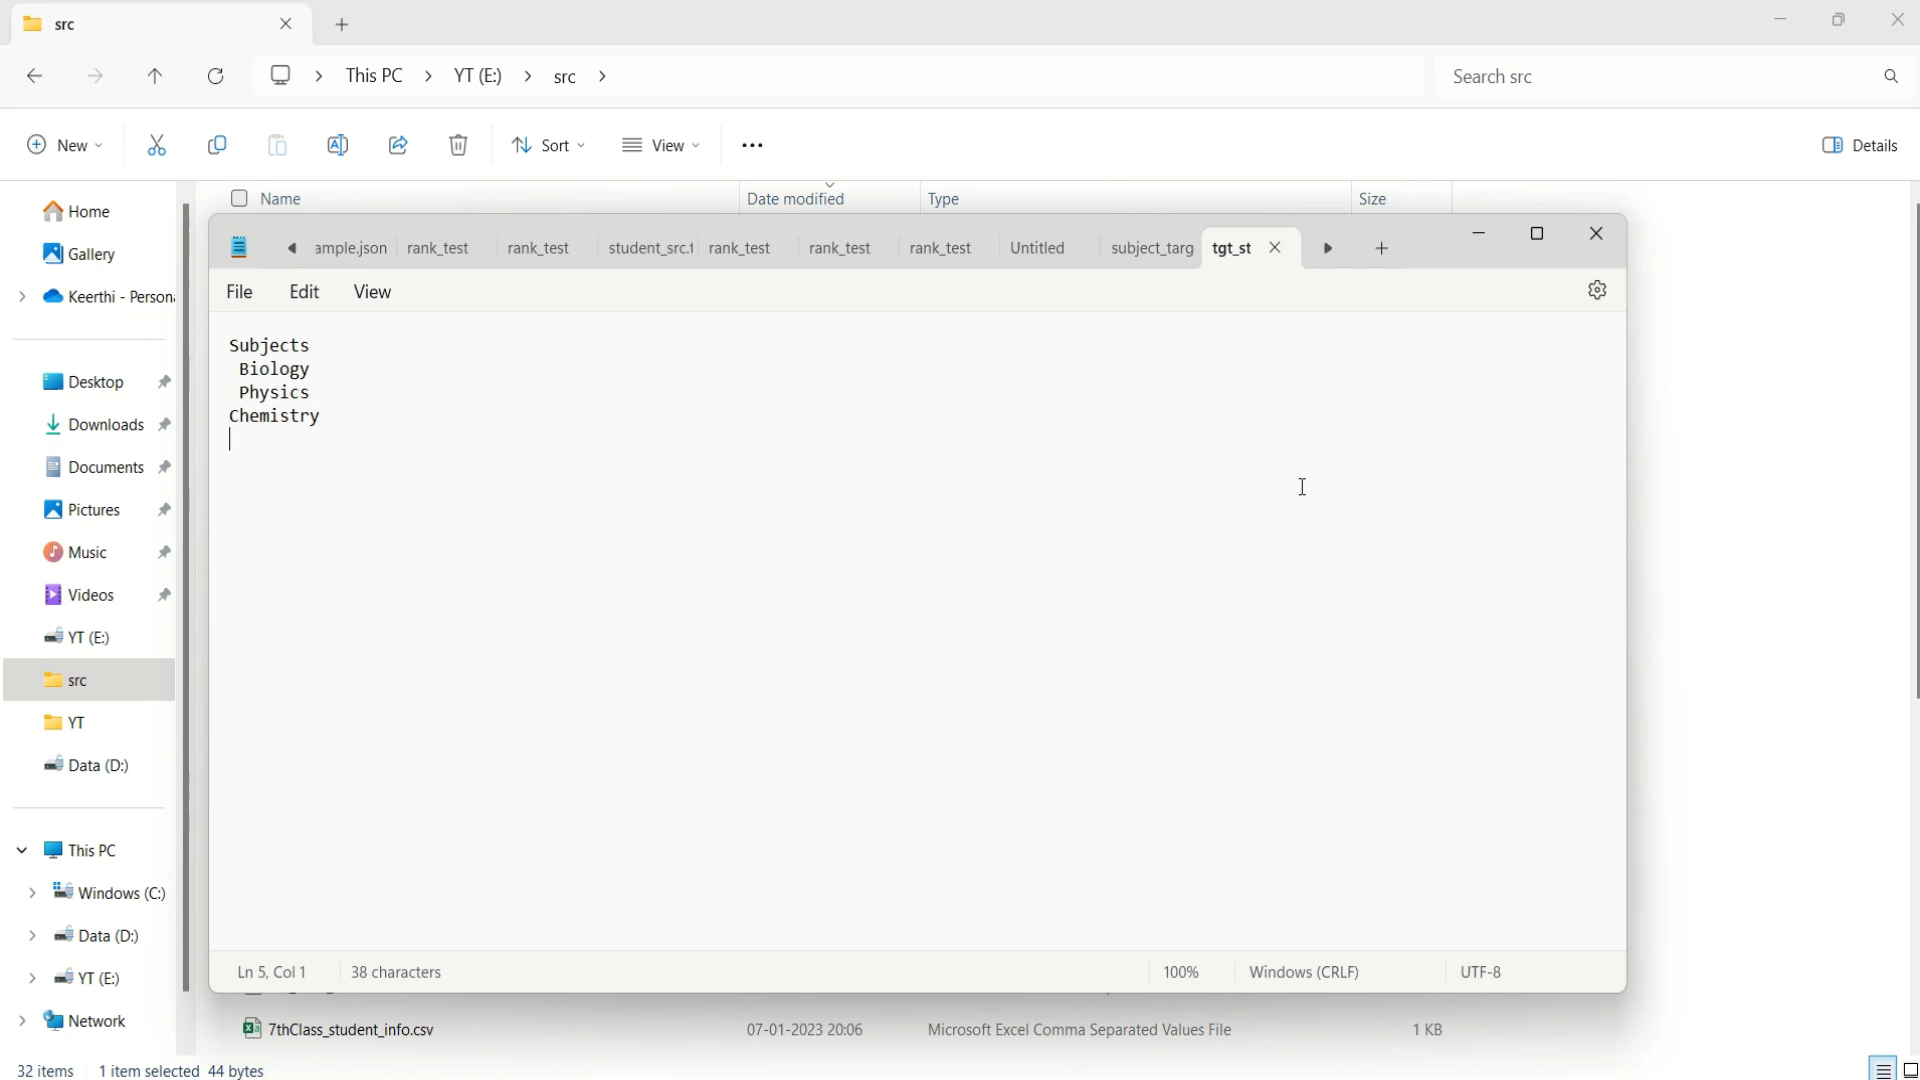 src
This PC
YT (E:)
src
Search src
New
Sort
View
Details
Name
Date modified
Type
Size
Home
Gallery
Keerthi - Persona
Desktop
Downloads
Documents
Pictures
Music
Videos
YT (E:)
src
YT
Data (D:)
This PC
Windows (C:)
Data (D:)
YT (E:)
Network
ample.json
rank_test
rank_test
student_src.t
rank_test
rank_test
rank_test
Untitled
subject_targ
tgt_st
File
Edit
View
Subjects
Biology
Physics
Chemistry
Ln 5, Col 1
38 characters
100%
Windows (CRLF)
UTF-8
7thClass_student_info.csv
07-01-2023 20:06
Microsoft Excel Comma Separated Values File
1 KB
32 items
1 item selected 44 bytes